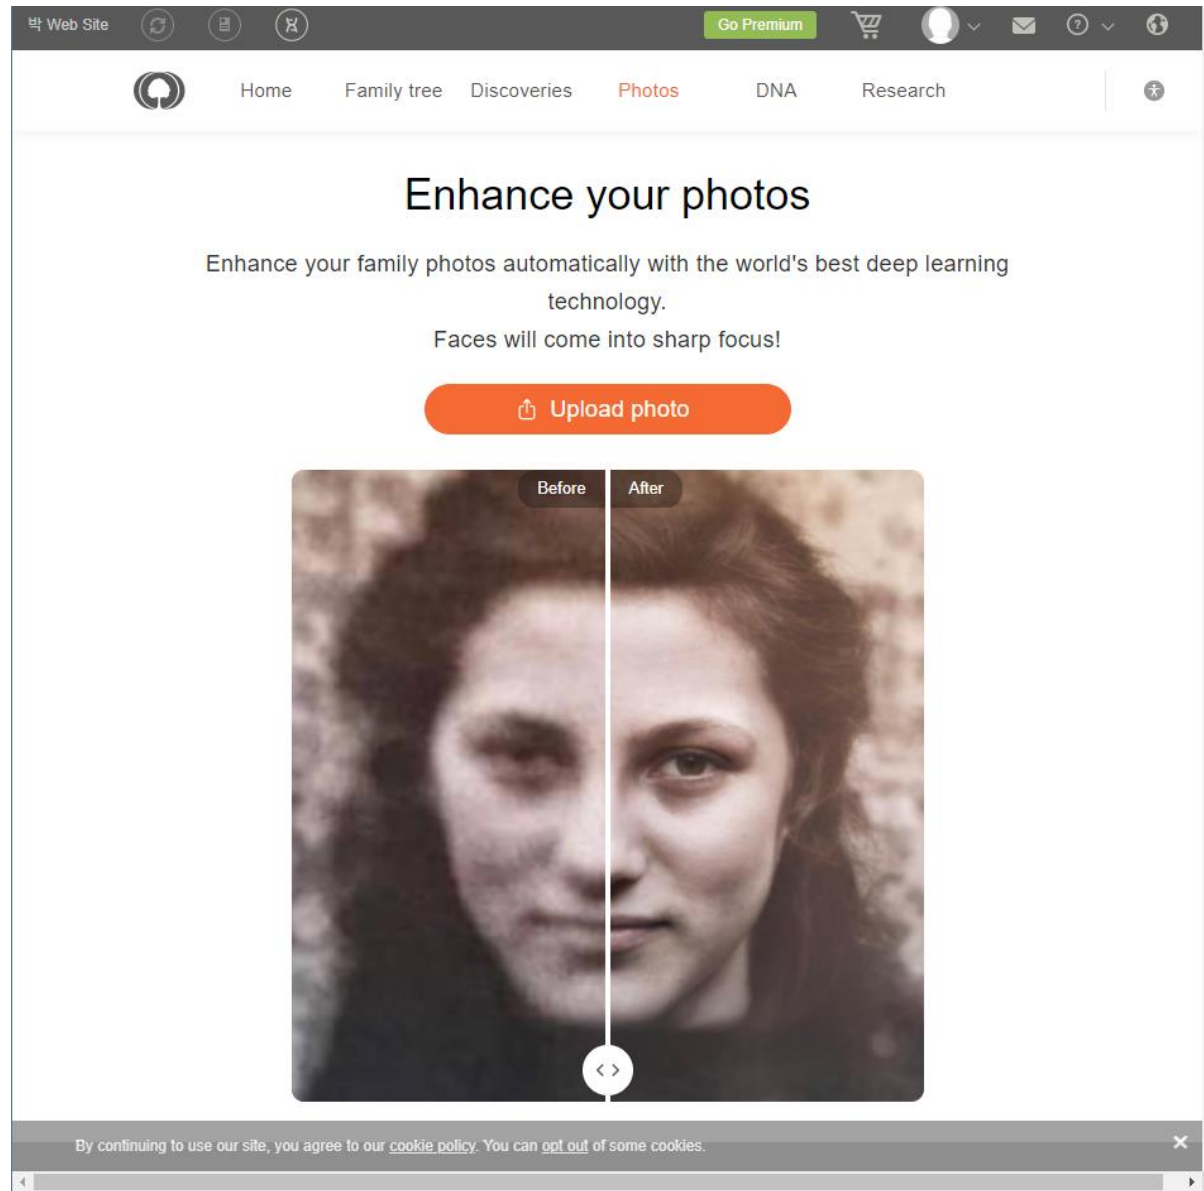 박 Web Site
Go Premium
Home Family tree Discoveries Photos DNA Research
Enhance your photos
Enhance your family photos automatically with the world's best deep learning
technology.
Faces will come into sharp focus!
Upload photo
Before After
By continuing to use our site, you agree to our cookie policy. You can opt out of some cookies.